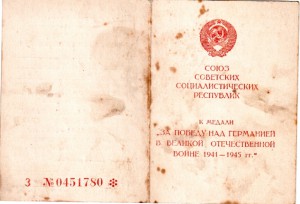 СОЮЗ
СОВЕТСКИХ
СОЦИАЛИСТИЧЕСКИХ
РЕСПУБЛИК
К МЕДАЛИ
„ЗА ПОБЕДУ НАД ГЕРМАНИЕЙ
В ВЕЛИКОЙ ОТЕЧЕСТВЕННОЙ
ВОЙНЕ 1941–1945 гг.“
З №0451780 ✻